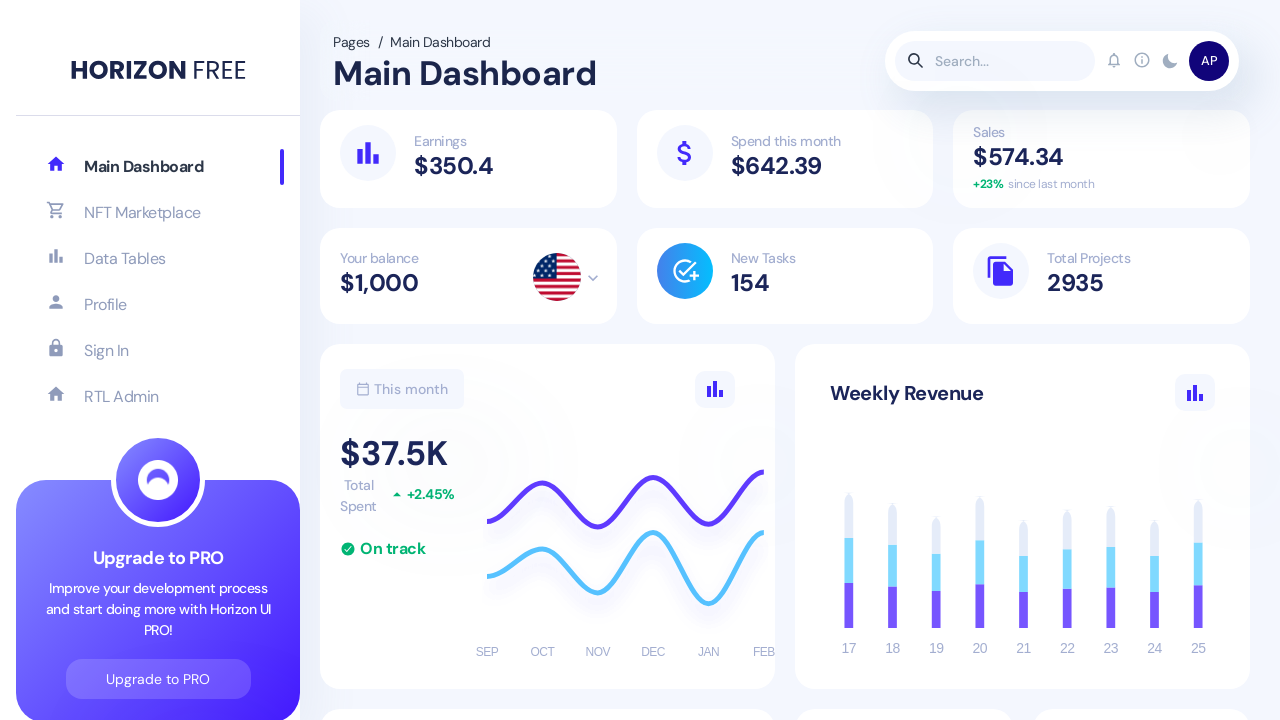 HORIZON FREE
Main Dashboard
NFT Marketplace
Data Tables
Profile
Sign In
RTL Admin
Upgrade to PRO
Improve your development process
and start doing more with Horizon UI
PRO!
Upgrade to PRO
Pages / Main Dashboard
Main Dashboard
Search...
AP
Earnings
$350.4
Spend this month
$642.39
Sales
$574.34
+23% since last month
Your balance
$1,000
New Tasks
154
Total Projects
2935
This month
$37.5K
Total
Spent
+2.45%
On track
SEP OCT NOV DEC JAN FEB
Weekly Revenue
17 18 19 20 21 22 23 24 25